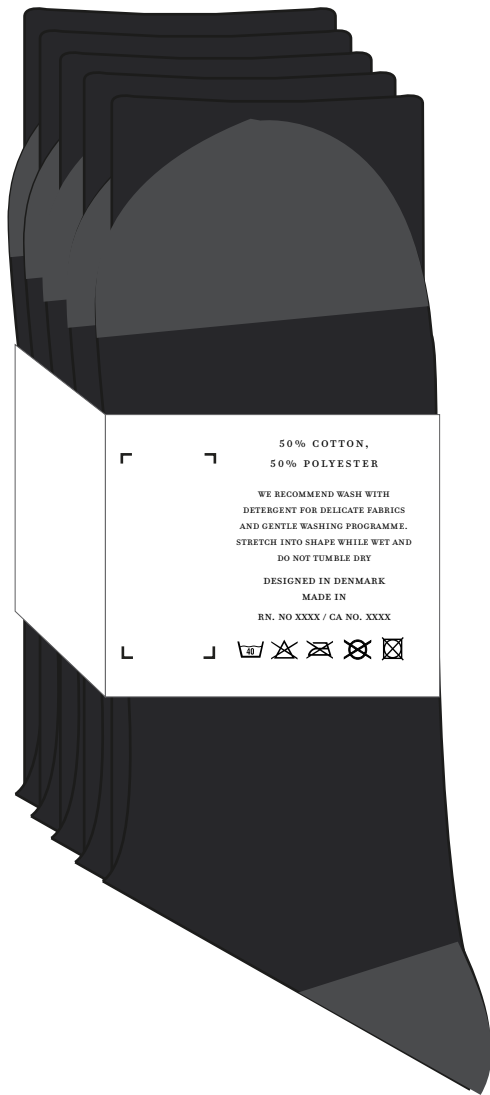 50% COTTON,
50% POLYESTER
WE RECOMMEND WASH WITH
DETERGENT FOR DELICATE FABRICS
AND GENTLE WASHING PROGRAMME.
STRETCH INTO SHAPE WHILE WET AND
DO NOT TUMBLE DRY
DESIGNED IN DENMARK
MADE IN
RN. NO XXXX / CA NO. XXXX
40